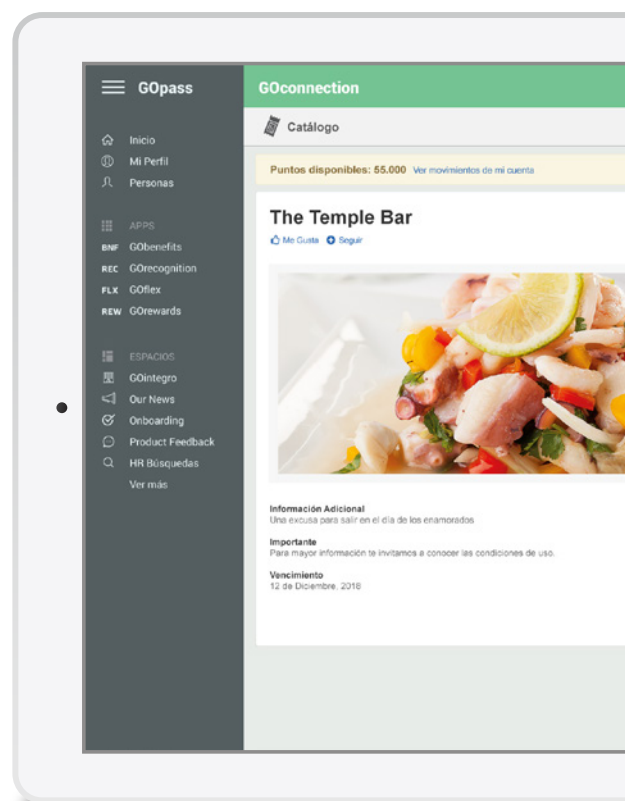 GOpass
Inicio
Mi Perfil
Personas
APPS
BNF GObenefits
REC GOrecognition
FLX GOflex
REW GOrewards
ESPACIOS
GOintegro
Our News
Onboarding
Product Feedback
HR Búsquedas
Ver más
GOconnection
Catálogo
Puntos disponibles: 55.000 Ver movimientos de mi cuenta
The Temple Bar
Me Gusta Seguir
Información Adicional
Una excusa para salir en el día de los enamorados
Importante
Para mayor información te invitamos a conocer las condiciones de uso.
Vencimiento
12 de Diciembre, 2018